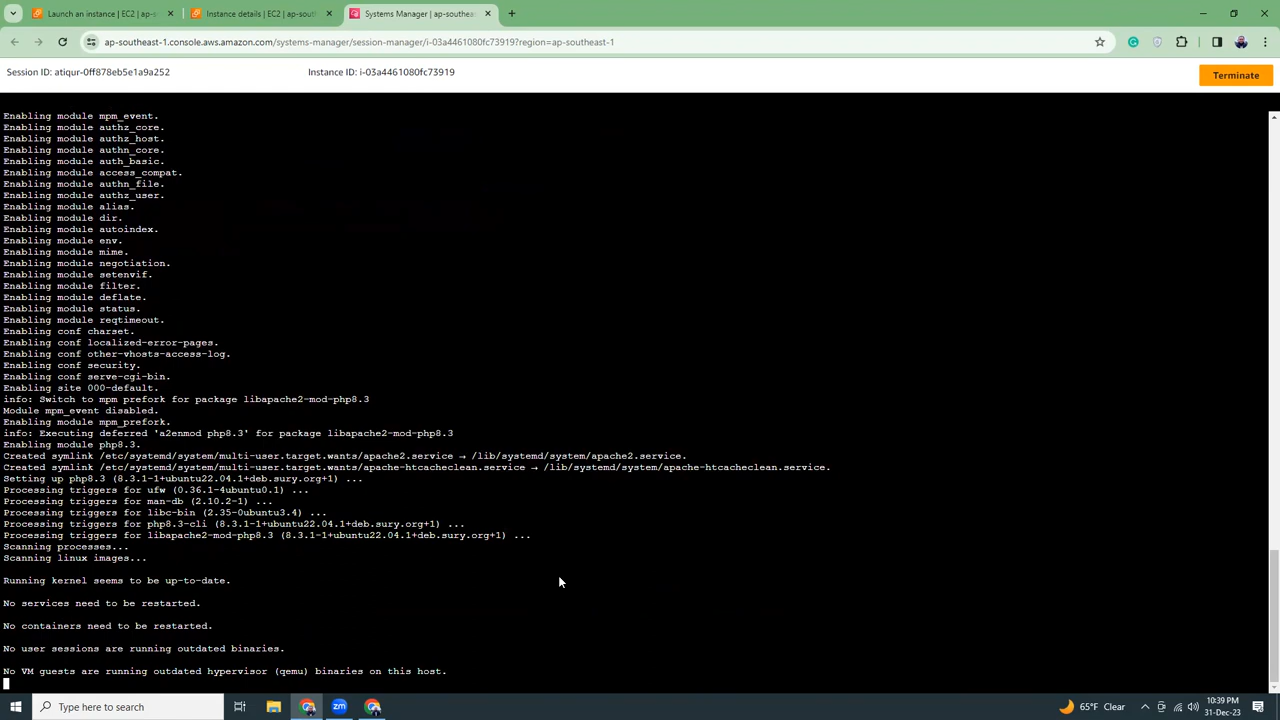 Launch an instance | EC2 | ap-s
Instance details | EC2 | ap-sout
Systems Manager | ap-southeas
ap-southeast-1.console.aws.amazon.com/systems-manager/session-manager/i-03a4461080fc73919?region=ap-southeast-1
Session ID: atiqur-0ff878eb5e1a9a252
Instance ID: i-03a4461080fc73919
Terminate
Enabling module mpm_event.
Enabling module authz_core.
Enabling module authz_host.
Enabling module authn_core.
Enabling module auth_basic.
Enabling module access_compat.
Enabling module authn_file.
Enabling module authz_user.
Enabling module alias.
Enabling module dir.
Enabling module autoindex.
Enabling module env.
Enabling module mime.
Enabling module negotiation.
Enabling module setenvif.
Enabling module filter.
Enabling module deflate.
Enabling module status.
Enabling module reqtimeout.
Enabling conf charset.
Enabling conf localized-error-pages.
Enabling conf other-vhosts-access-log.
Enabling conf security.
Enabling conf serve-cgi-bin.
Enabling site 000-default.
info: Switch to mpm prefork for package libapache2-mod-php8.3
Module mpm_event disabled.
Enabling module mpm_prefork.
info: Executing deferred 'a2enmod php8.3' for package libapache2-mod-php8.3
Enabling module php8.3.
Created symlink /etc/systemd/system/multi-user.target.wants/apache2.service → /lib/systemd/system/apache2.service.
Created symlink /etc/systemd/system/multi-user.target.wants/apache-htcacheclean.service → /lib/systemd/system/apache-htcacheclean.service.
Setting up php8.3 (8.3.1-1+ubuntu22.04.1+deb.sury.org+1) ...
Processing triggers for ufw (0.36.1-4ubuntu0.1) ...
Processing triggers for man-db (2.10.2-1) ...
Processing triggers for libc-bin (2.35-0ubuntu3.4) ...
Processing triggers for php8.3-cli (8.3.1-1+ubuntu22.04.1+deb.sury.org+1) ...
Processing triggers for libapache2-mod-php8.3 (8.3.1-1+ubuntu22.04.1+deb.sury.org+1) ...
Scanning processes...
Scanning linux images...
Running kernel seems to be up-to-date.
No services need to be restarted.
No containers need to be restarted.
No user sessions are running outdated binaries.
No VM guests are running outdated hypervisor (qemu) binaries on this host.
Type here to search
65°F Clear
10:39 PM
31-Dec-23